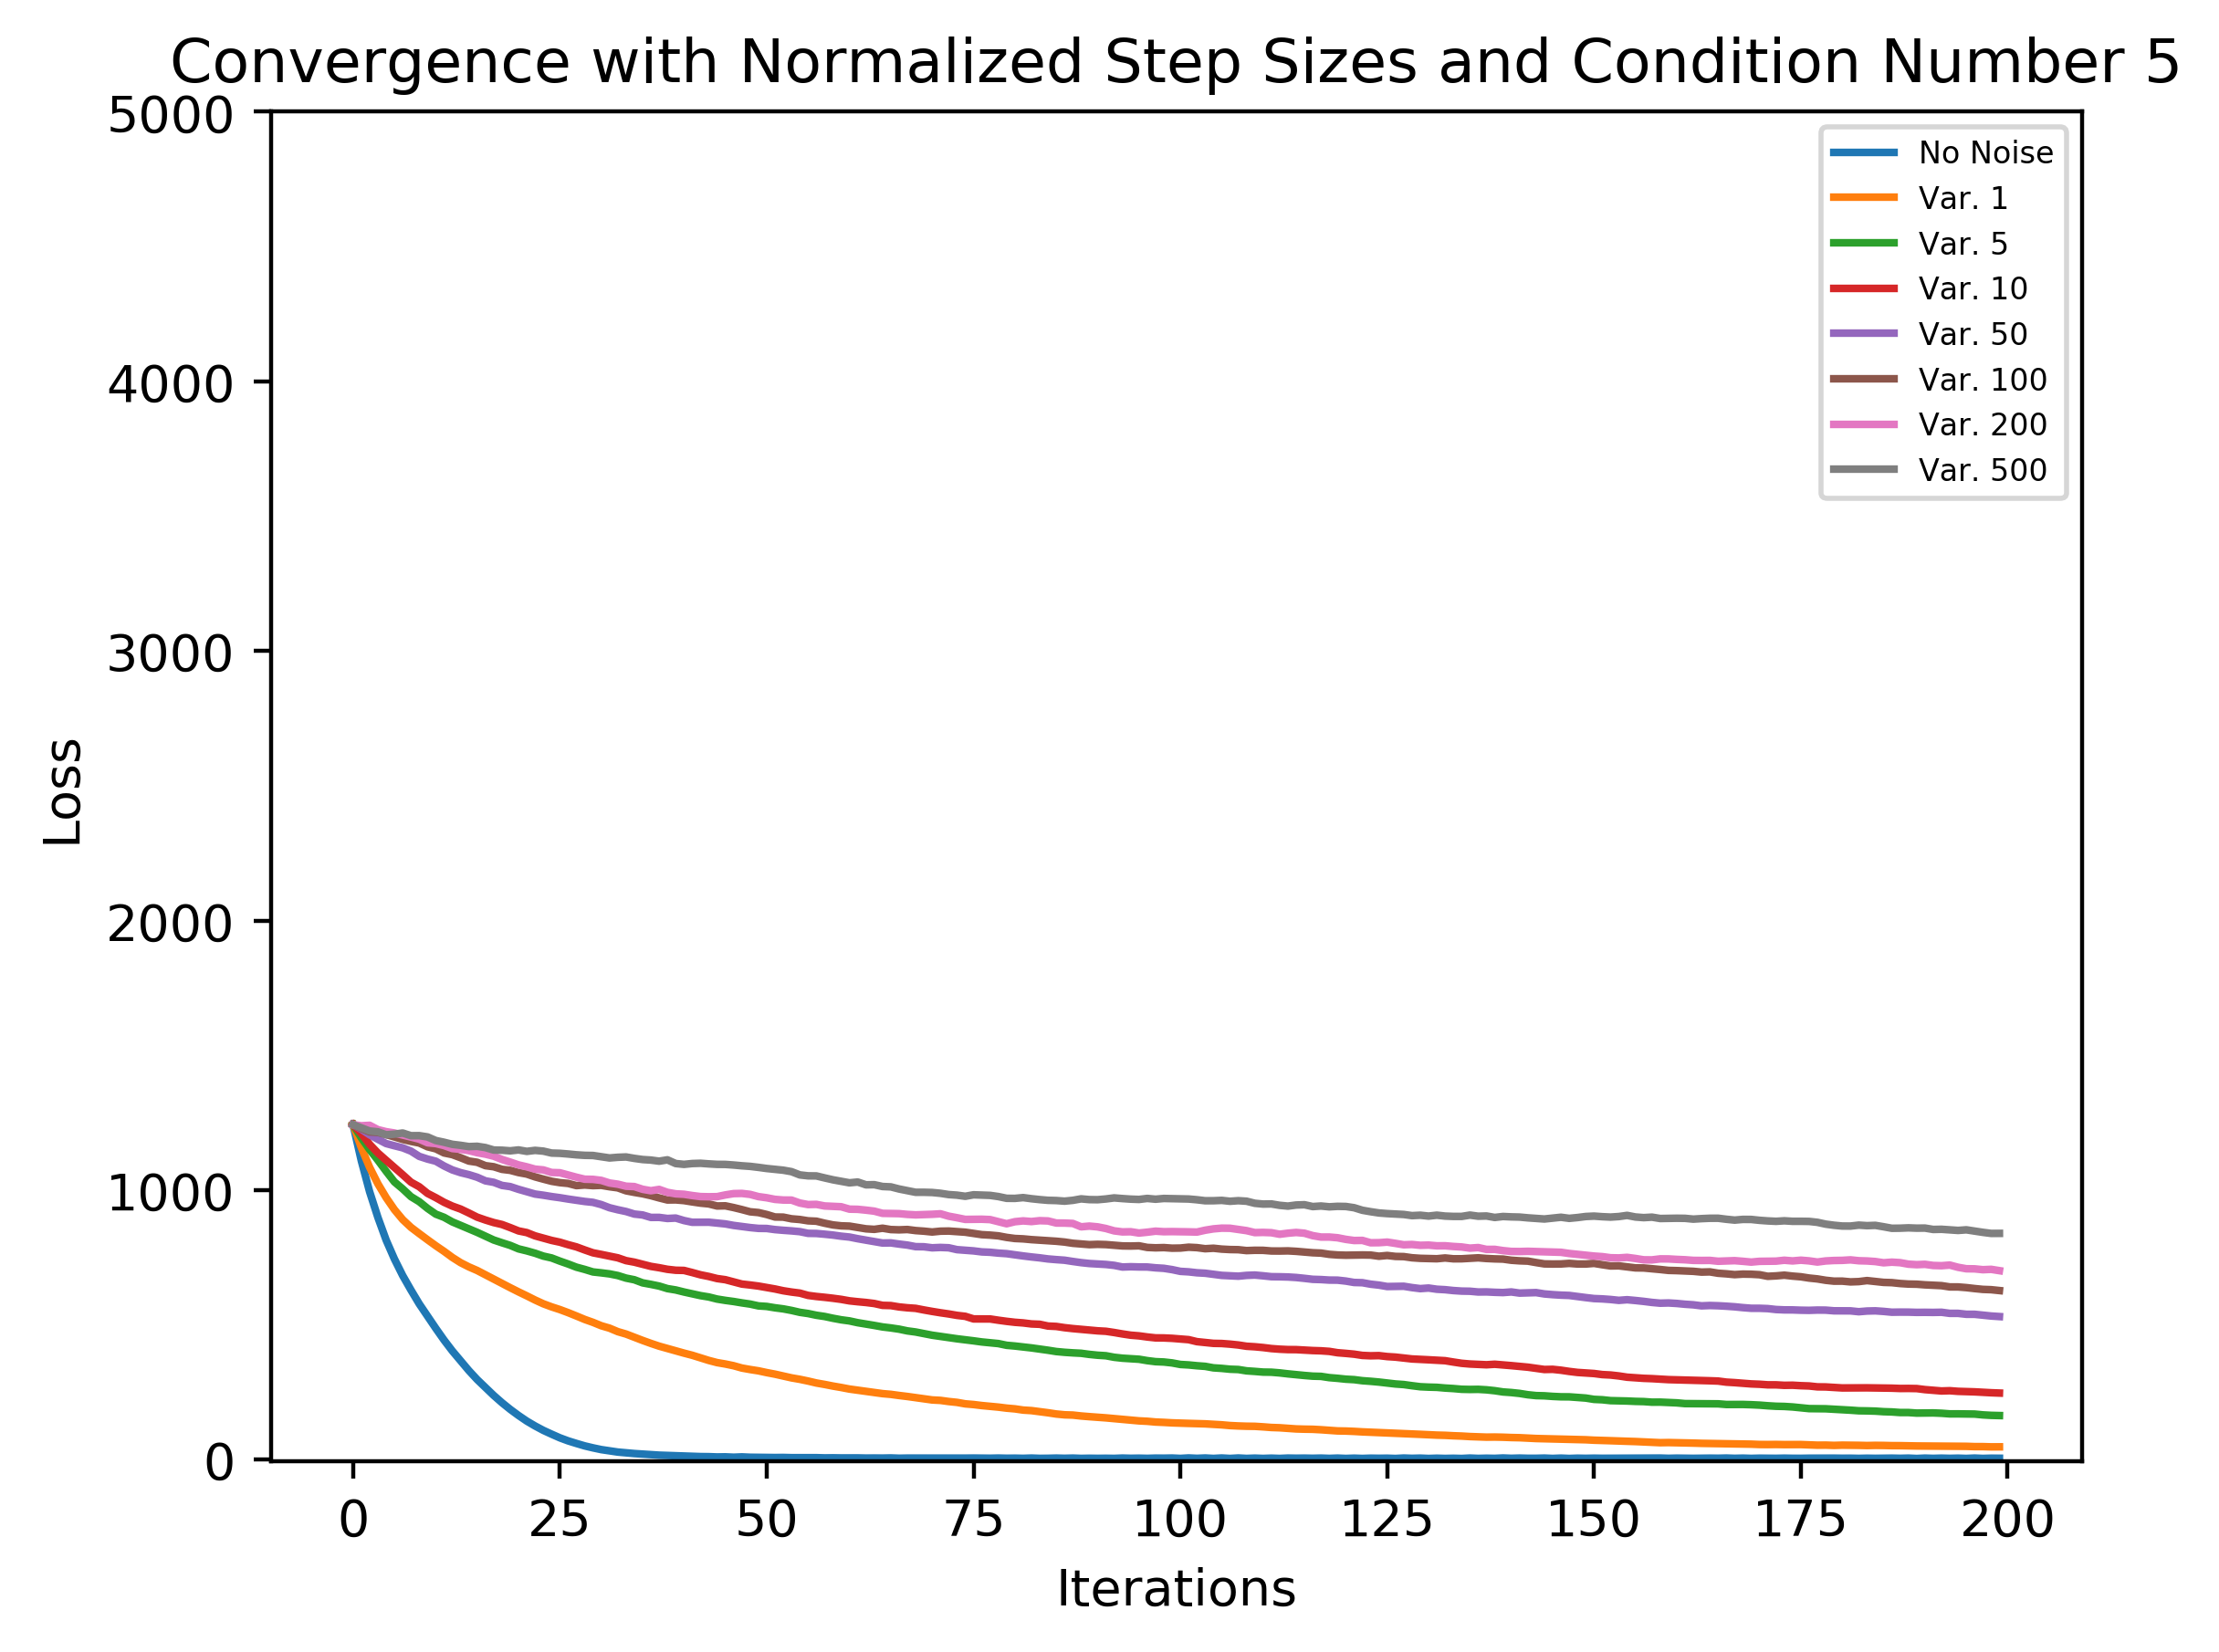 Convergence with Normalized Step Sizes and Condition Number 5
5000
4000
3000
2000
1000
0
Loss
No Noise
Var. 1
Var. 5
Var. 10
Var. 50
Var. 100
Var. 200
Var. 500
0 25 50 75 100 125 150 175 200
Iterations